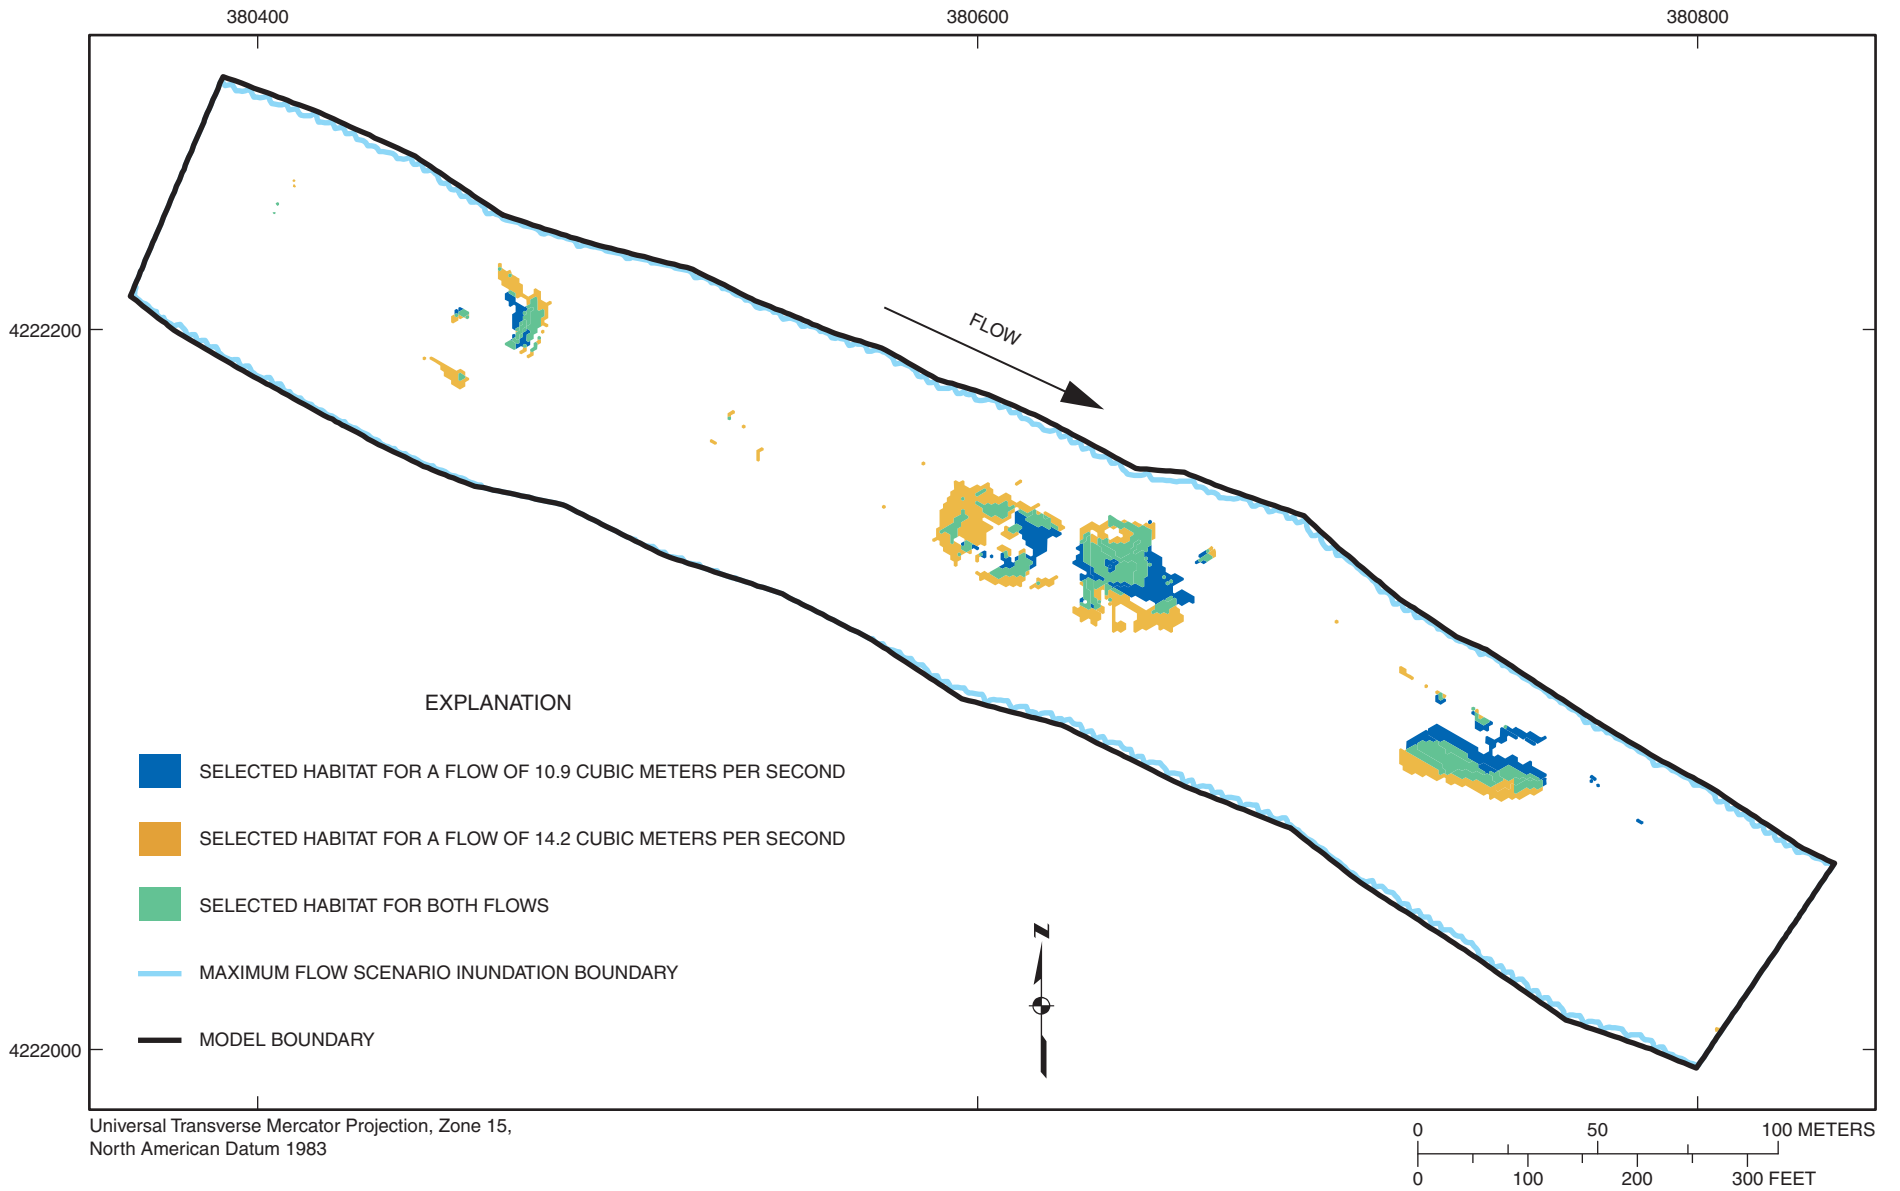 380400
380600
380800
4222200
FLOW
EXPLANATION
SELECTED HABITAT FOR A FLOW OF 10.9 CUBIC METERS PER SECOND
SELECTED HABITAT FOR A FLOW OF 14.2 CUBIC METERS PER SECOND
SELECTED HABITAT FOR BOTH FLOWS
MAXIMUM FLOW SCENARIO INUNDATION BOUNDARY
MODEL BOUNDARY
N
4222000
Universal Transverse Mercator Projection, Zone 15,
North American Datum 1983
0 50 100 METERS
0 100 200 300 FEET